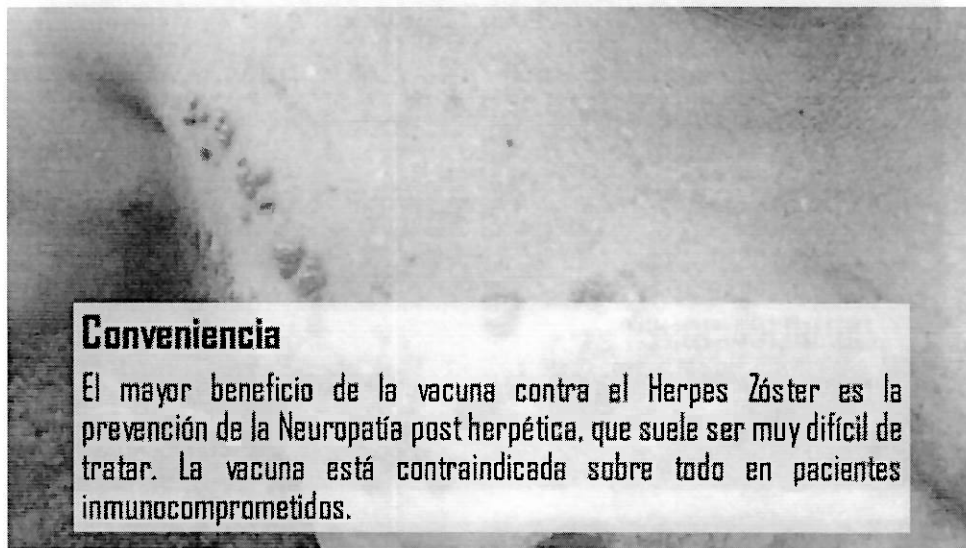 Conveniencia
El mayor beneficio de la vacuna contra el Herpes Zóster es la
prevención de la Neuropatía post herpética, que suele ser muy difícil de
tratar. La vacuna está contraindicada sobre todo en pacientes
inmunocomprometidos.